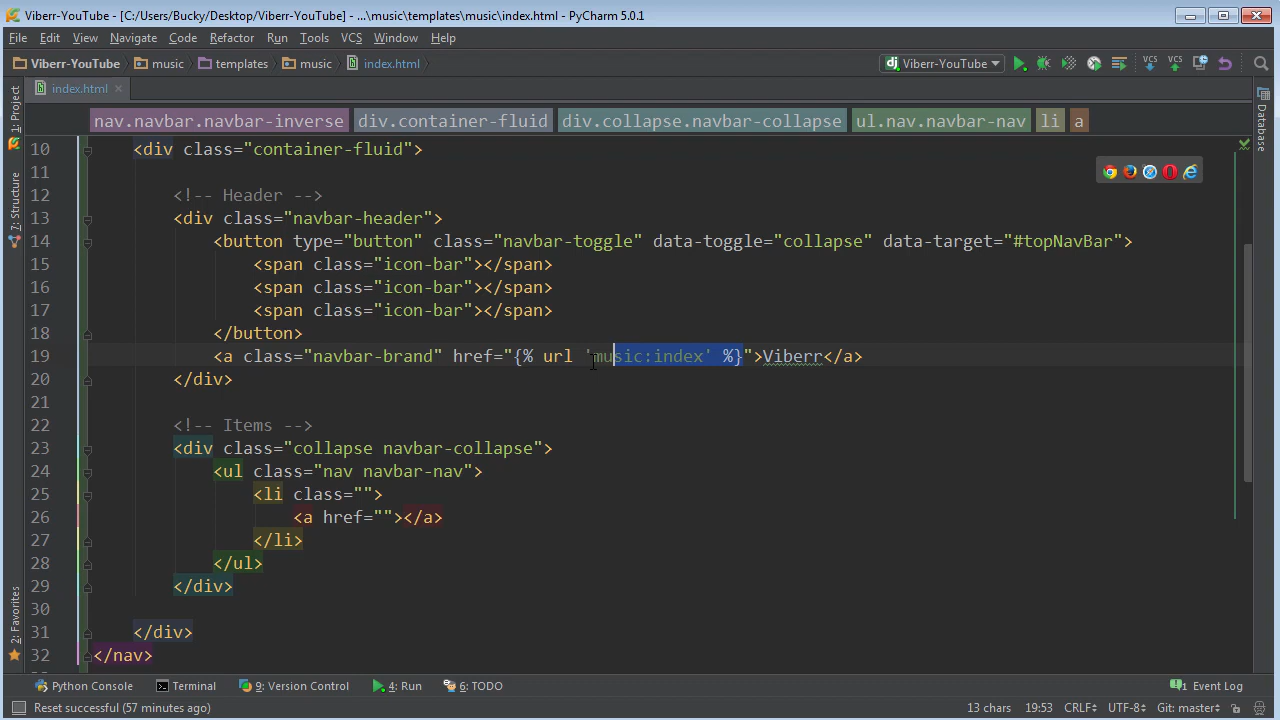 Viberr-YouTube - [C:/Users/Bucky/Desktop/Viberr-YouTube] - ...\music\templates\music\index.html - PyCharm 5.0.1
File Edit View Navigate Code Refactor Run Tools VCS Window Help
Viberr-YouTube music templates music index.html Viberr-YouTube VCS VCS
index.html
1: Project
7: Structure
2: Favorites
Database
nav.navbar.navbar-inverse div.container-fluid div.collapse.navbar-collapse ul.nav.navbar-nav li a
10 <div class="container-fluid">
11
12 <!-- Header -->
13 <div class="navbar-header">
14 <button type="button" class="navbar-toggle" data-toggle="collapse" data-target="#topNavBar">
15 <span class="icon-bar"></span>
16 <span class="icon-bar"></span>
17 <span class="icon-bar"></span>
18 </button>
19 <a class="navbar-brand" href="{% url 'music:index' %}">Viberr</a>
20 </div>
21
22 <!-- Items -->
23 <div class="collapse navbar-collapse">
24 <ul class="nav navbar-nav">
25 <li class="">
26 <a href=""></a>
27 </li>
28 </ul>
29 </div>
30
31 </div>
32 </nav>
Python Console Terminal 9: Version Control 4: Run 6: TODO 1 Event Log
Reset successful (57 minutes ago) 13 chars 19:53 CRLF UTF-8 Git: master